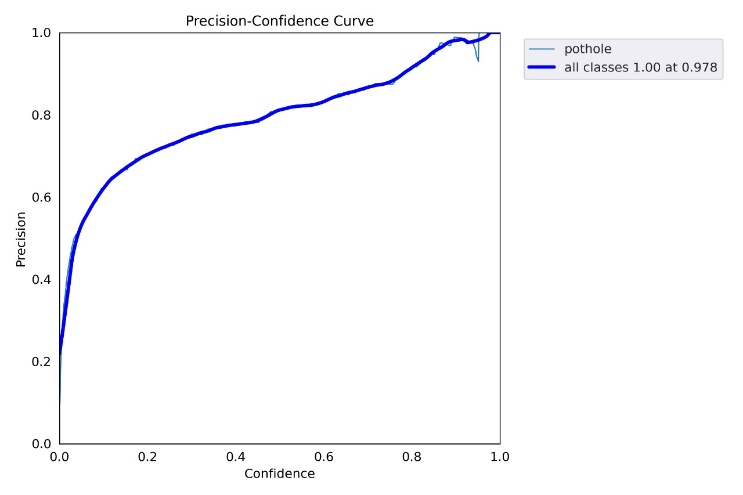 Precision-Confidence Curve
1.0
0.8
0.6
0.4
0.2
0.0
Precision
0.0 0.2 0.4 0.6 0.8 1.0
Confidence
pothole
all classes 1.00 at 0.978